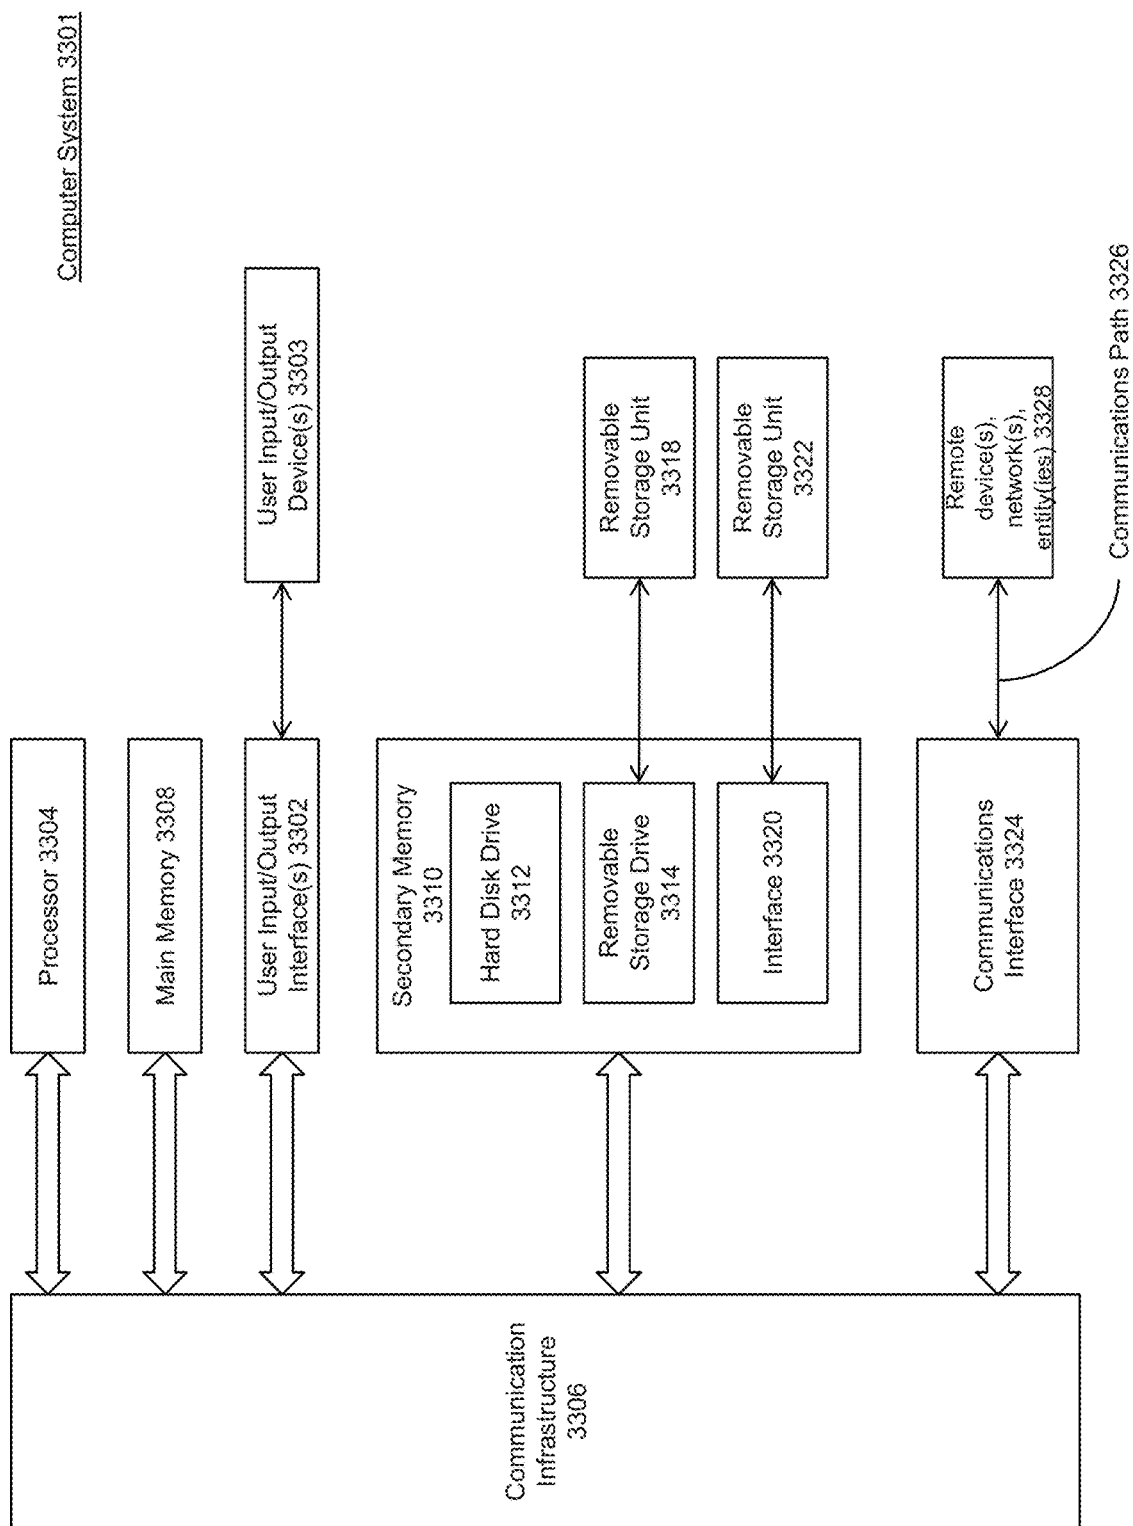 Computer System 3301
Processor 3304
Main Memory 3308
User Input/Output
Interface(s) 3302
User Input/Output
Device(s) 3303
Communication
Infrastructure
3306
Secondary Memory
3310
Hard Disk Drive
3312
Removable
Storage Drive
3314
Removable
Storage Unit
3318
Interface 3320
Removable
Storage Unit
3322
Communications
Interface 3324
Remote
device(s),
network(s),
entity(ies) 3328
Communications Path 3326